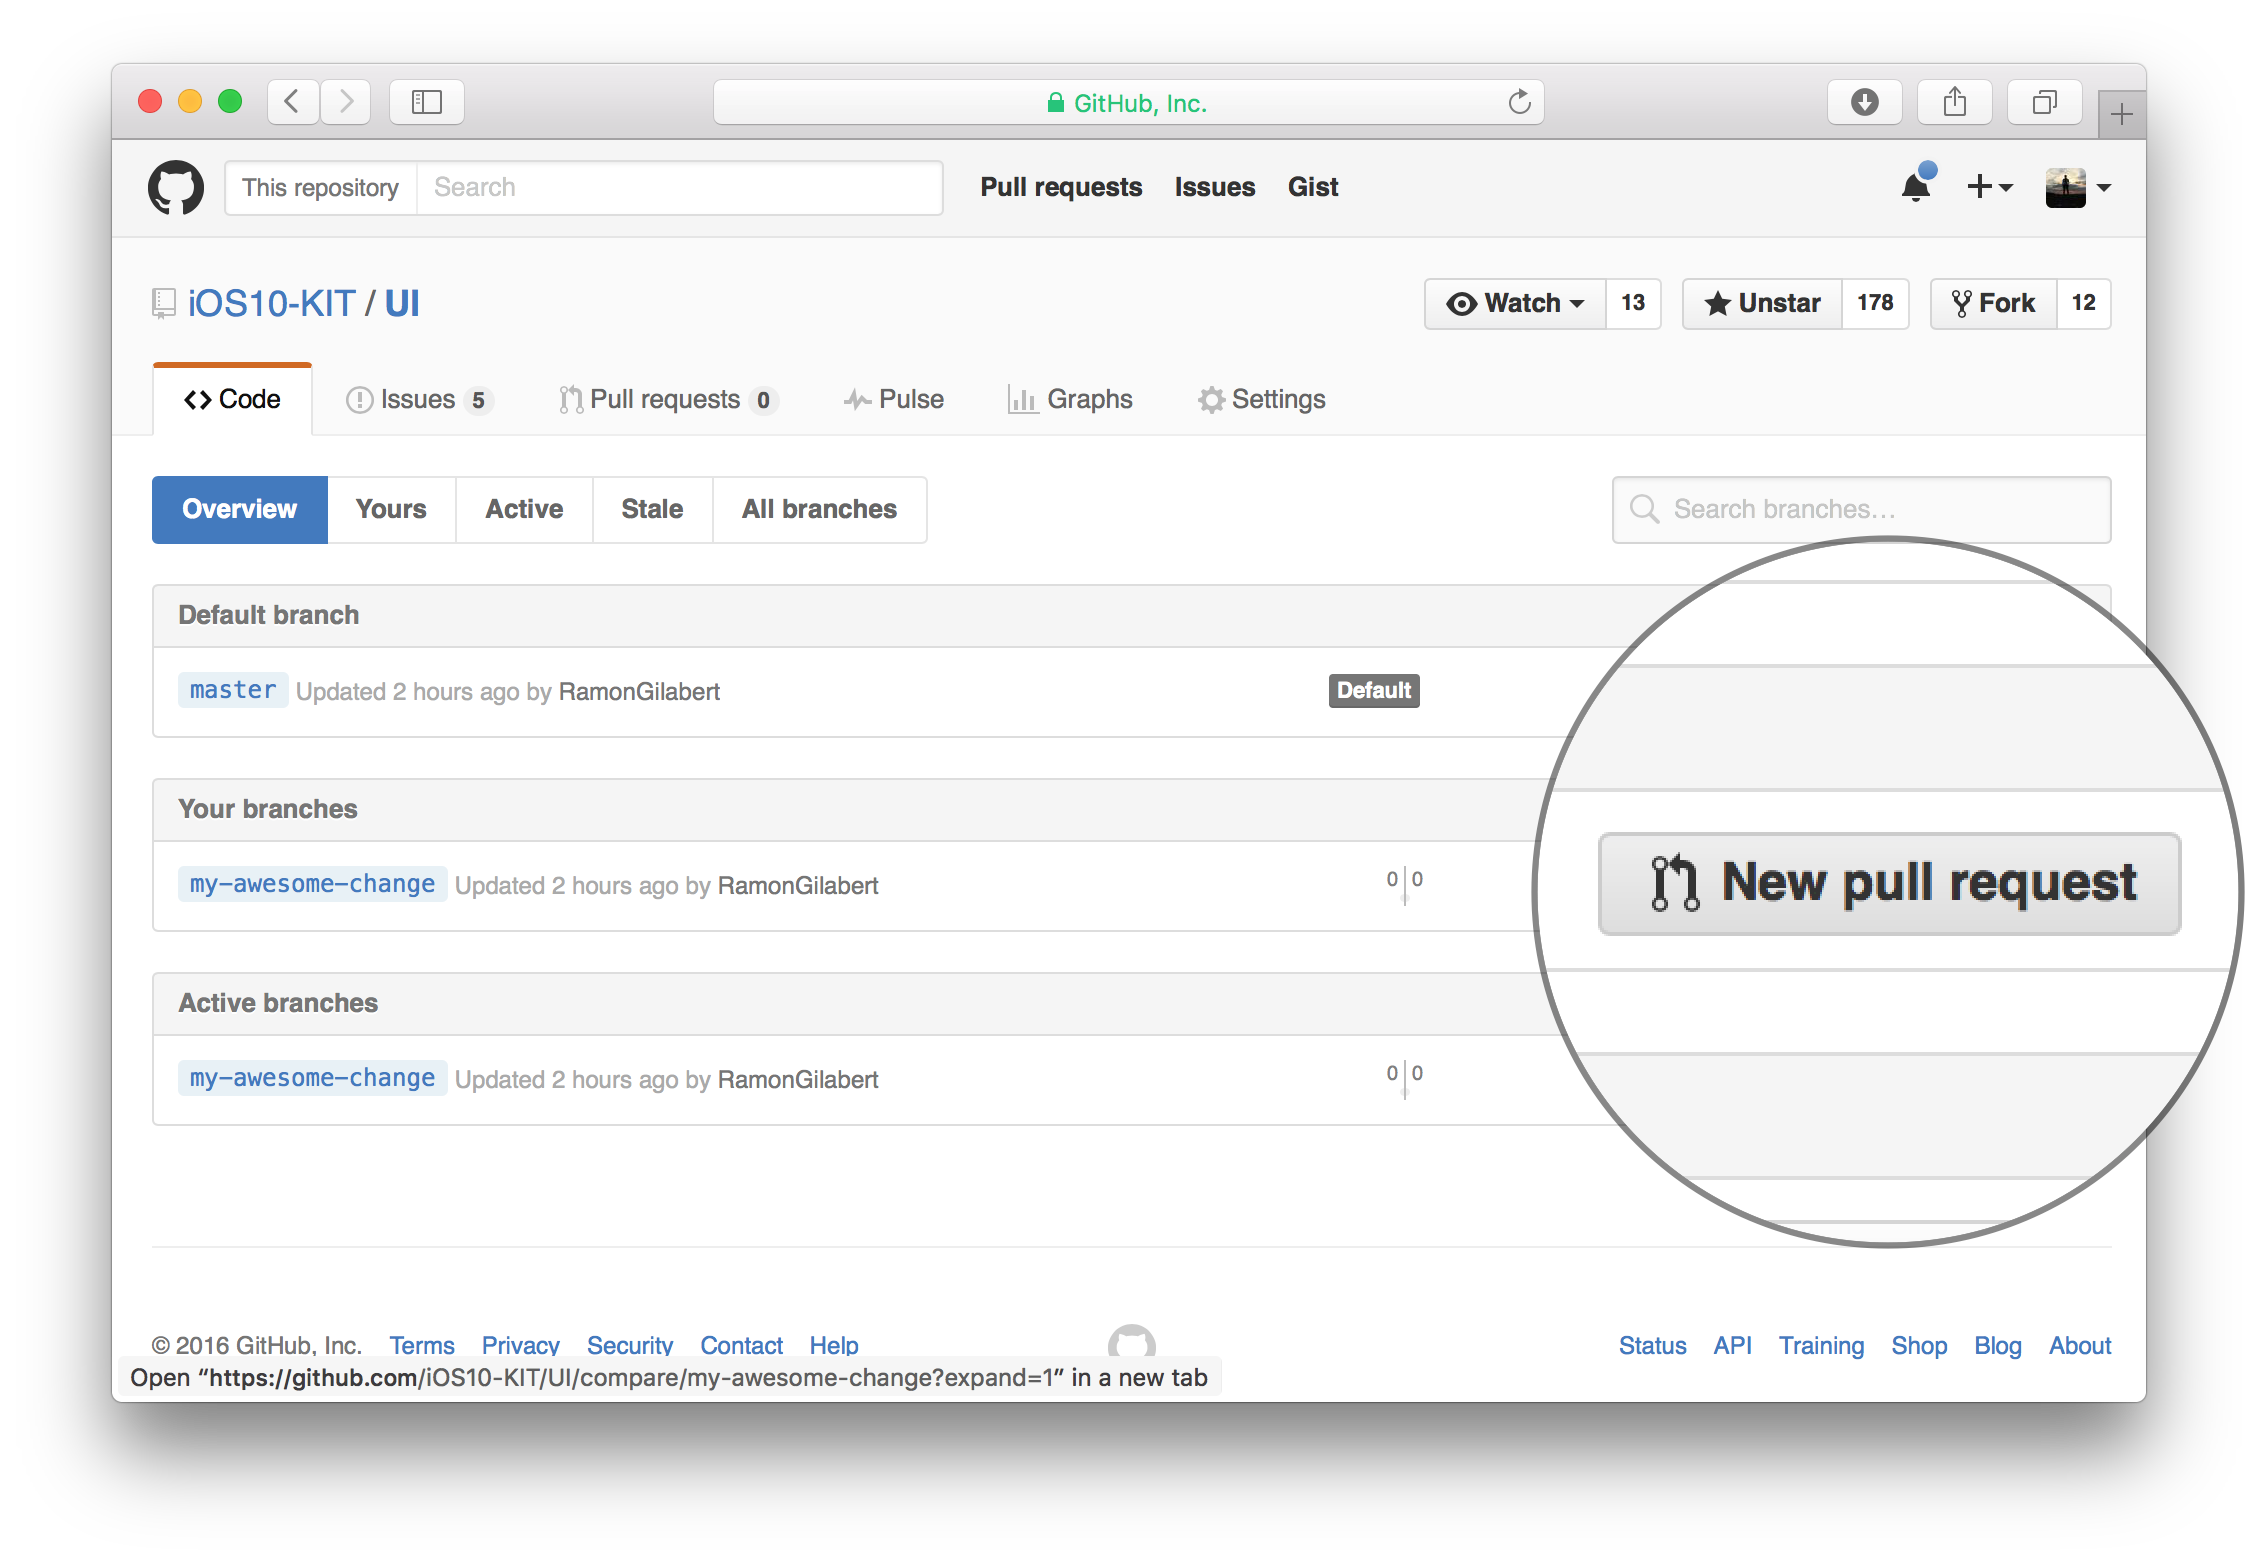 GitHub, Inc.
This repository Search Pull requests Issues Gist
iOS10-KIT / UI Watch 13 Unstar 178 Fork 12
Code Issues 5 Pull requests 0 Pulse Graphs Settings
Overview Yours Active Stale All branches Search branches…
Default branch
master Updated 2 hours ago by RamonGilabert Default
Your branches
my-awesome-change Updated 2 hours ago by RamonGilabert 0 0 New pull request
Active branches
my-awesome-change Updated 2 hours ago by RamonGilabert 0 0
© 2016 GitHub, Inc. Terms Privacy Security Contact Help Status API Training Shop Blog About
Open “https://github.com/iOS10-KIT/UI/compare/my-awesome-change?expand=1” in a new tab